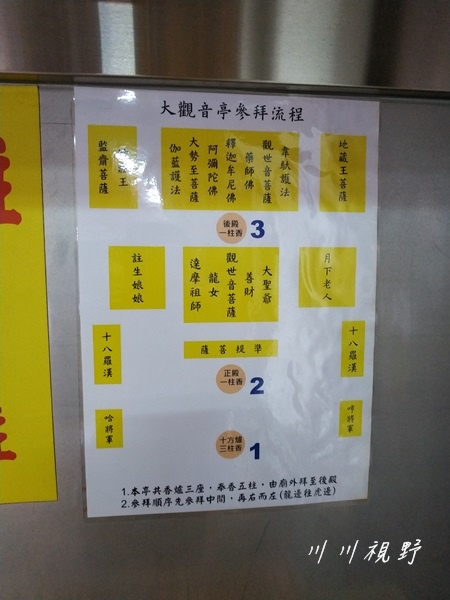 大觀音亭參拜流程
地藏王菩薩
韋馱護法
觀世音菩薩
藥師佛
釋迦牟尼佛
阿彌陀佛
大勢至菩薩
伽藍護法
王
監齋菩薩
後殿
一柱香
3
月下老人
大聖爺
善財
觀世音菩薩
龍女
達摩祖師
註生娘娘
準提菩薩
十八羅漢
十八羅漢
正殿
一柱香
2
哼將軍
哈將軍
十方爐
三柱香
1
1.本亭共香爐三座,奉香五柱,由廟外拜至後殿
2.參拜順序先參拜中間,再右而左(龍邊往虎邊)
川川視野